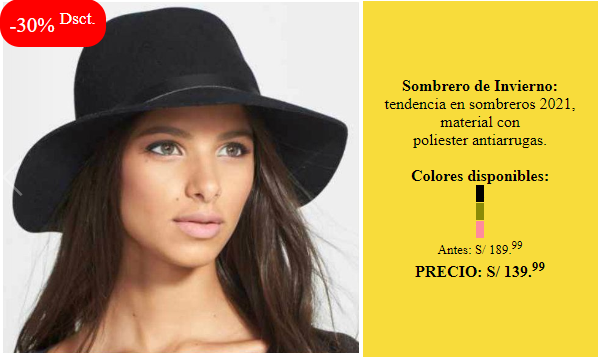 -30% Dsct.
Sombrero de Invierno:
tendencia en sombreros 2021,
material con
poliester antiarrugas.
Colores disponibles:
Antes: S/ 189.99
PRECIO: S/ 139.99